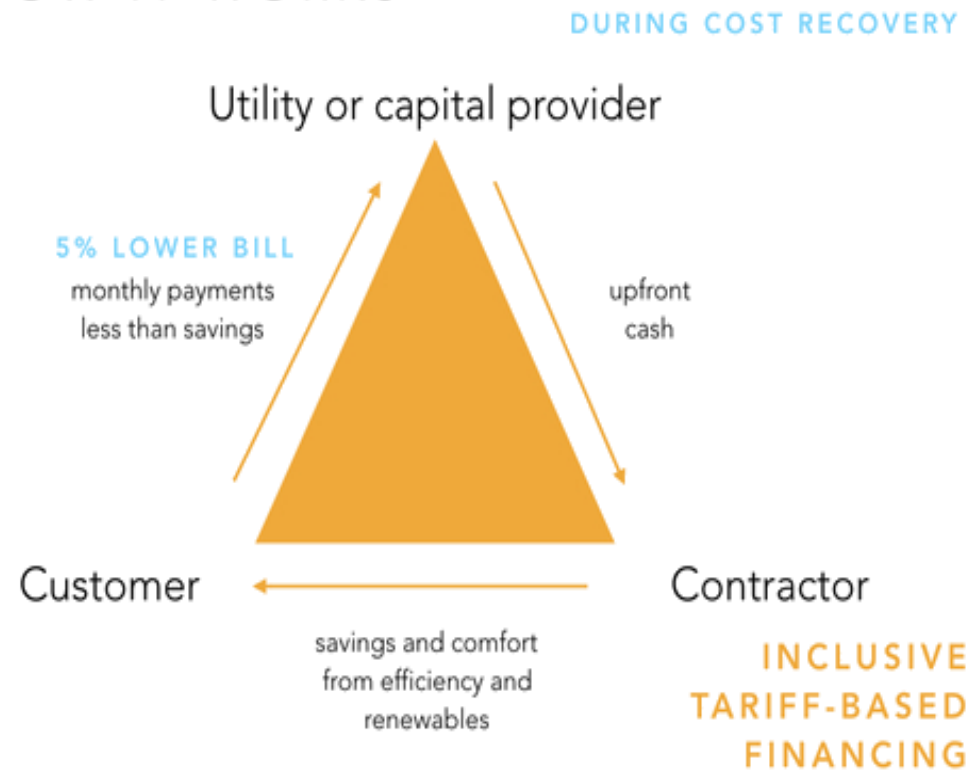 DURING COST RECOVERY
Utility or capital provider
5% LOWER BILL
monthly payments
less than savings
upfront
cash
Customer
Contractor
savings and comfort
from efficiency and
renewables
INCLUSIVE
TARIFF-BASED
FINANCING